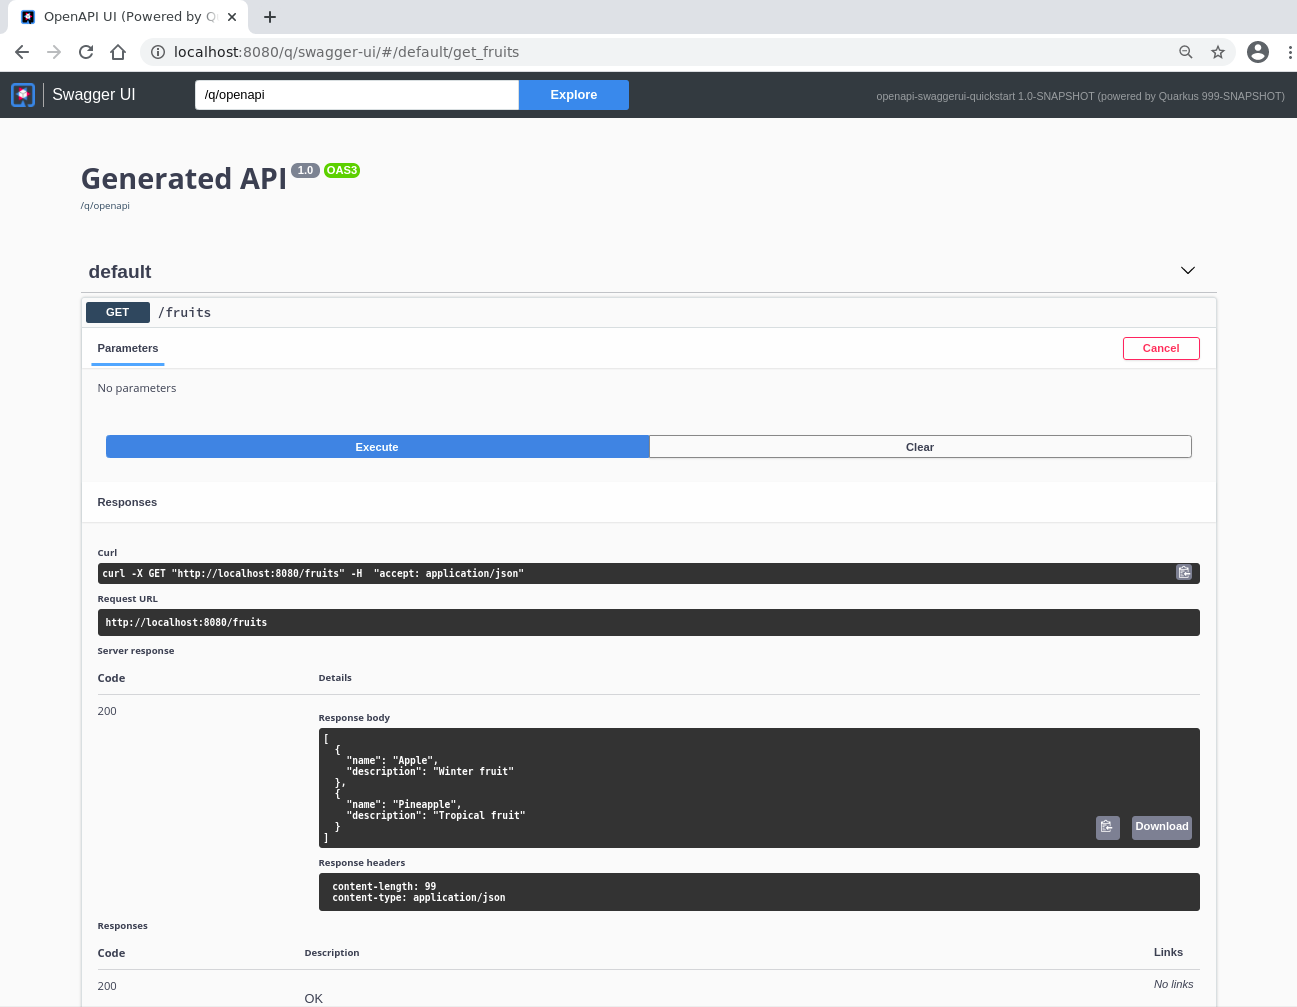 OpenAPI UI (Powered by Q
localhost:8080/q/swagger-ui/#/default/get_fruits
Swagger UI
/q/openapi
Explore
openapi-swaggerui-quickstart 1.0-SNAPSHOT (powered by Quarkus 999-SNAPSHOT)
Generated API 1.0 OAS3
/q/openapi
default
GET /fruits
Parameters
Cancel
No parameters
Execute
Clear
Responses
Curl
curl -X GET "http://localhost:8080/fruits" -H  "accept: application/json"
Request URL
http://localhost:8080/fruits
Server response
Code Details
200
Response body
[
  {
    "name": "Apple",
    "description": "Winter fruit"
  },
  {
    "name": "Pineapple",
    "description": "Tropical fruit"
  }
]
Download
Response headers
content-length: 99
content-type: application/json
Responses
Code Description Links
200
OK
No links